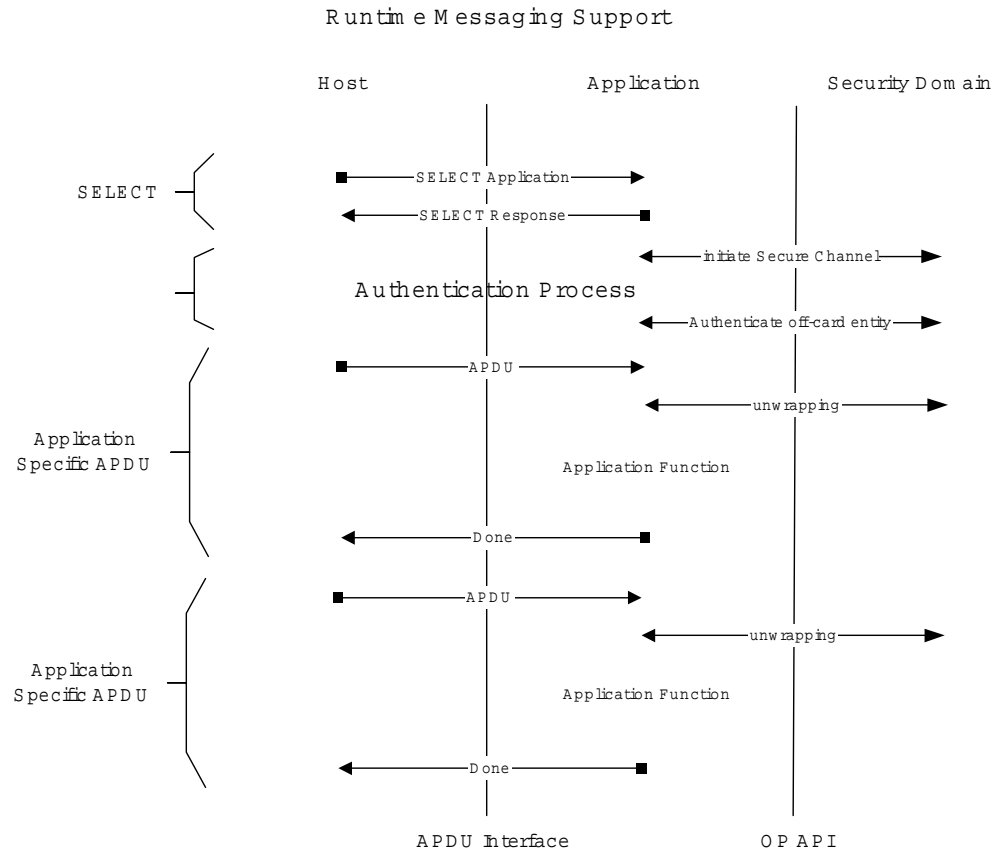 Runtime Messaging Support
Host Application Security Domain
SELECT Application
SELECT
SELECT Response
initiate Secure Channel
Authentication Process
Authenticate off-card entity
APDU
unwrapping
Application
Specific APDU
Application Function
Done
APDU
unwrapping
Application
Specific APDU
Application Function
Done
APDU Interface OP API